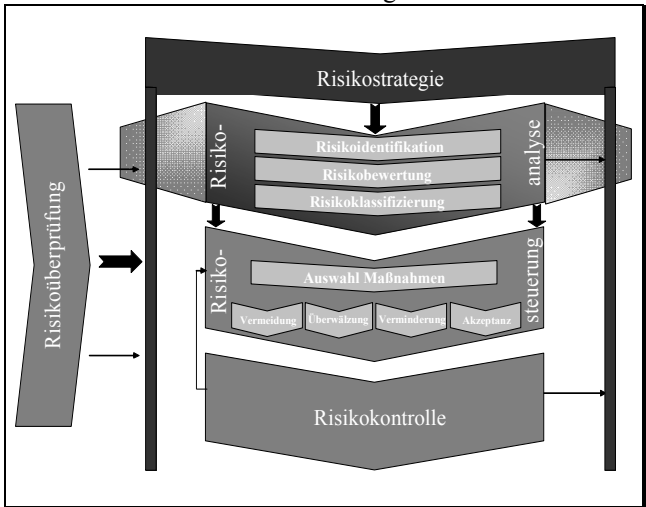 Risikostrategie
Risiko-
analyse
Risikoidentifikation
Risikobewertung
Risikoklassifizierung
Risikoüberprüfung
Risiko-
steuerung
Auswahl Maßnahmen
Vermeidung
Überwälzung
Verminderung
Akzeptanz
Risikokontrolle